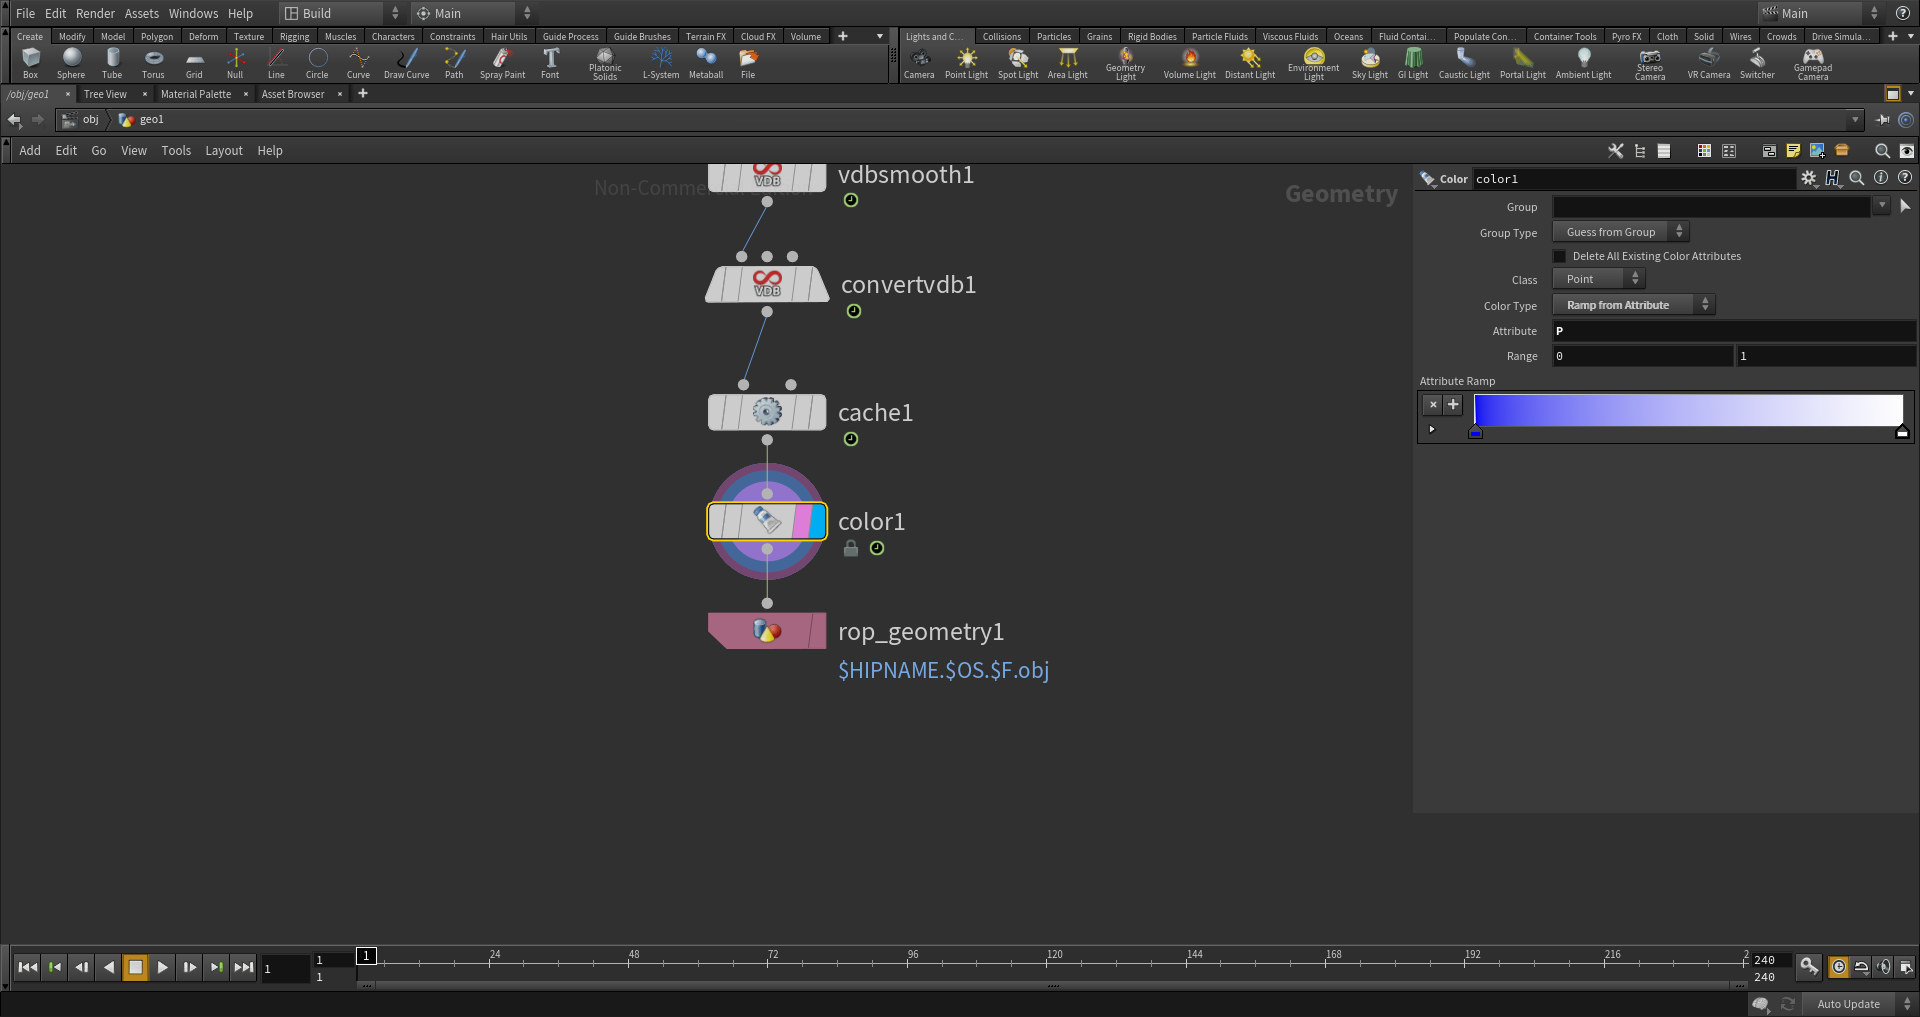 File Edit Render Assets Windows Help Build Main Main
Create Modify Model Polygon Deform Texture Rigging Muscles Characters Constraints Hair Utils Guide Process Guide Brushes Terrain FX Cloud FX Volume
Lights and C... Collisions Particles Grains Rigid Bodies Particle Fluids Viscous Fluids Oceans Fluid Contai... Populate Con... Container Tools Pyro FX Cloth Solid Wires Crowds Drive Simula...
Box Sphere Tube Torus Grid Null Line Circle Curve Draw Curve Path Spray Paint Font Platonic Solids L-System Metaball File
Camera Point Light Spot Light Area Light Geometry Light Volume Light Distant Light Environment Light Sky Light GI Light Caustic Light Portal Light Ambient Light Stereo Camera VR Camera Switcher Gamepad Camera
/obj/geo1 Tree View Material Palette Asset Browser
obj geo1
Add Edit Go View Tools Layout Help
Geometry
vdbsmooth1
VDB
convertvdb1
VDB
cache1
color1
rop_geometry1
$HIPNAME.$OS.$F.obj
Color color1
Group
Group Type Guess from Group
Delete All Existing Color Attributes
Class Point
Color Type Ramp from Attribute
Attribute P
Range 0 1
Attribute Ramp
1 24 48 72 96 120 144 168 192 216 2
1 1 240
1 240
Auto Update